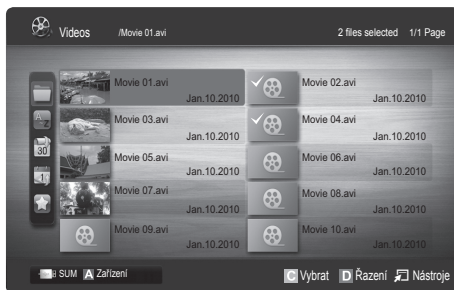 Videos /Movie 01.avi 2 files selected 1/1 Page
Movie 01.avi Movie 02.avi
Jan.10.2010 Jan.10.2010
Movie 03.avi Movie 04.avi
Jan.10.2010 Jan.10.2010
Movie 05.avi Movie 06.avi
Jan.10.2010 Jan.10.2010
Movie 07.avi Movie 08.avi
Jan.10.2010 Jan.10.2010
Movie 09.avi Movie 10.avi
Jan.10.2010 Jan.10.2010
SUM A Zařízení C Vybrat D Řazení Nástroje